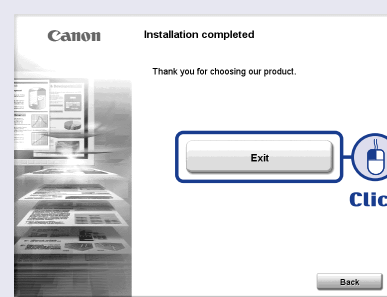 Canon
Installation completed
Thank you for choosing our product.
Exit
Clic
Back